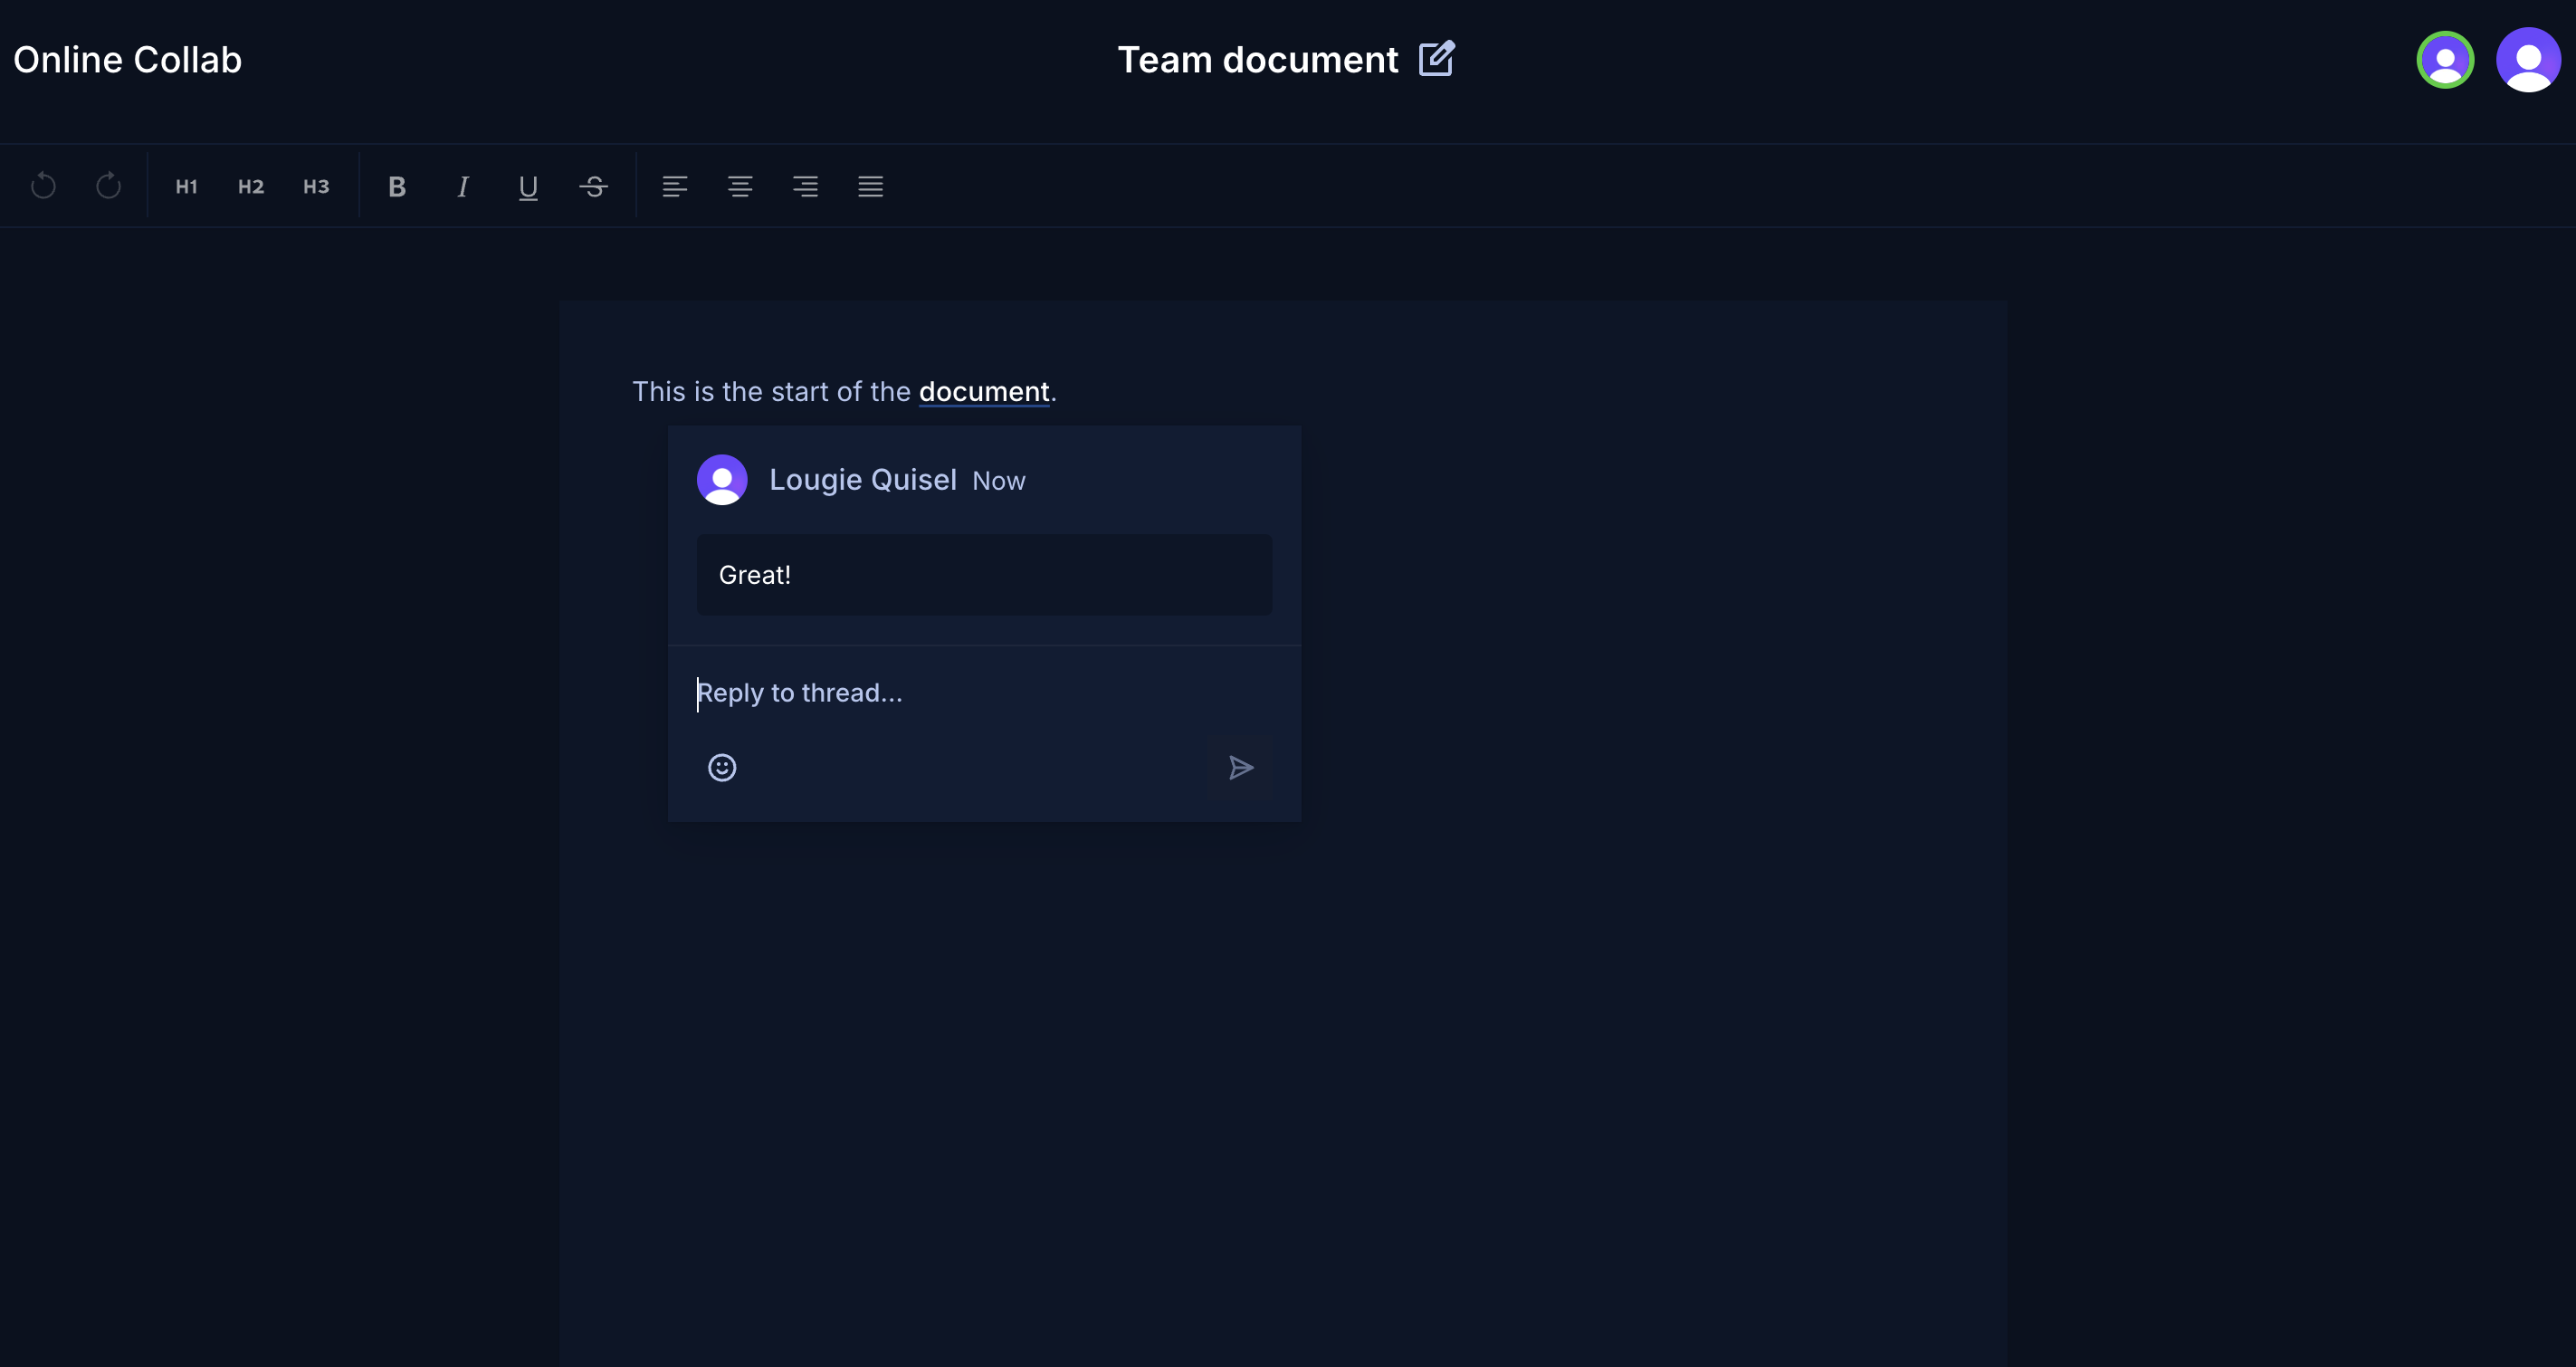 Online Collab
Team document
H1 H2 H3 B I U S
This is the start of the document.
Lougie Quisel Now
Great!
Reply to thread...